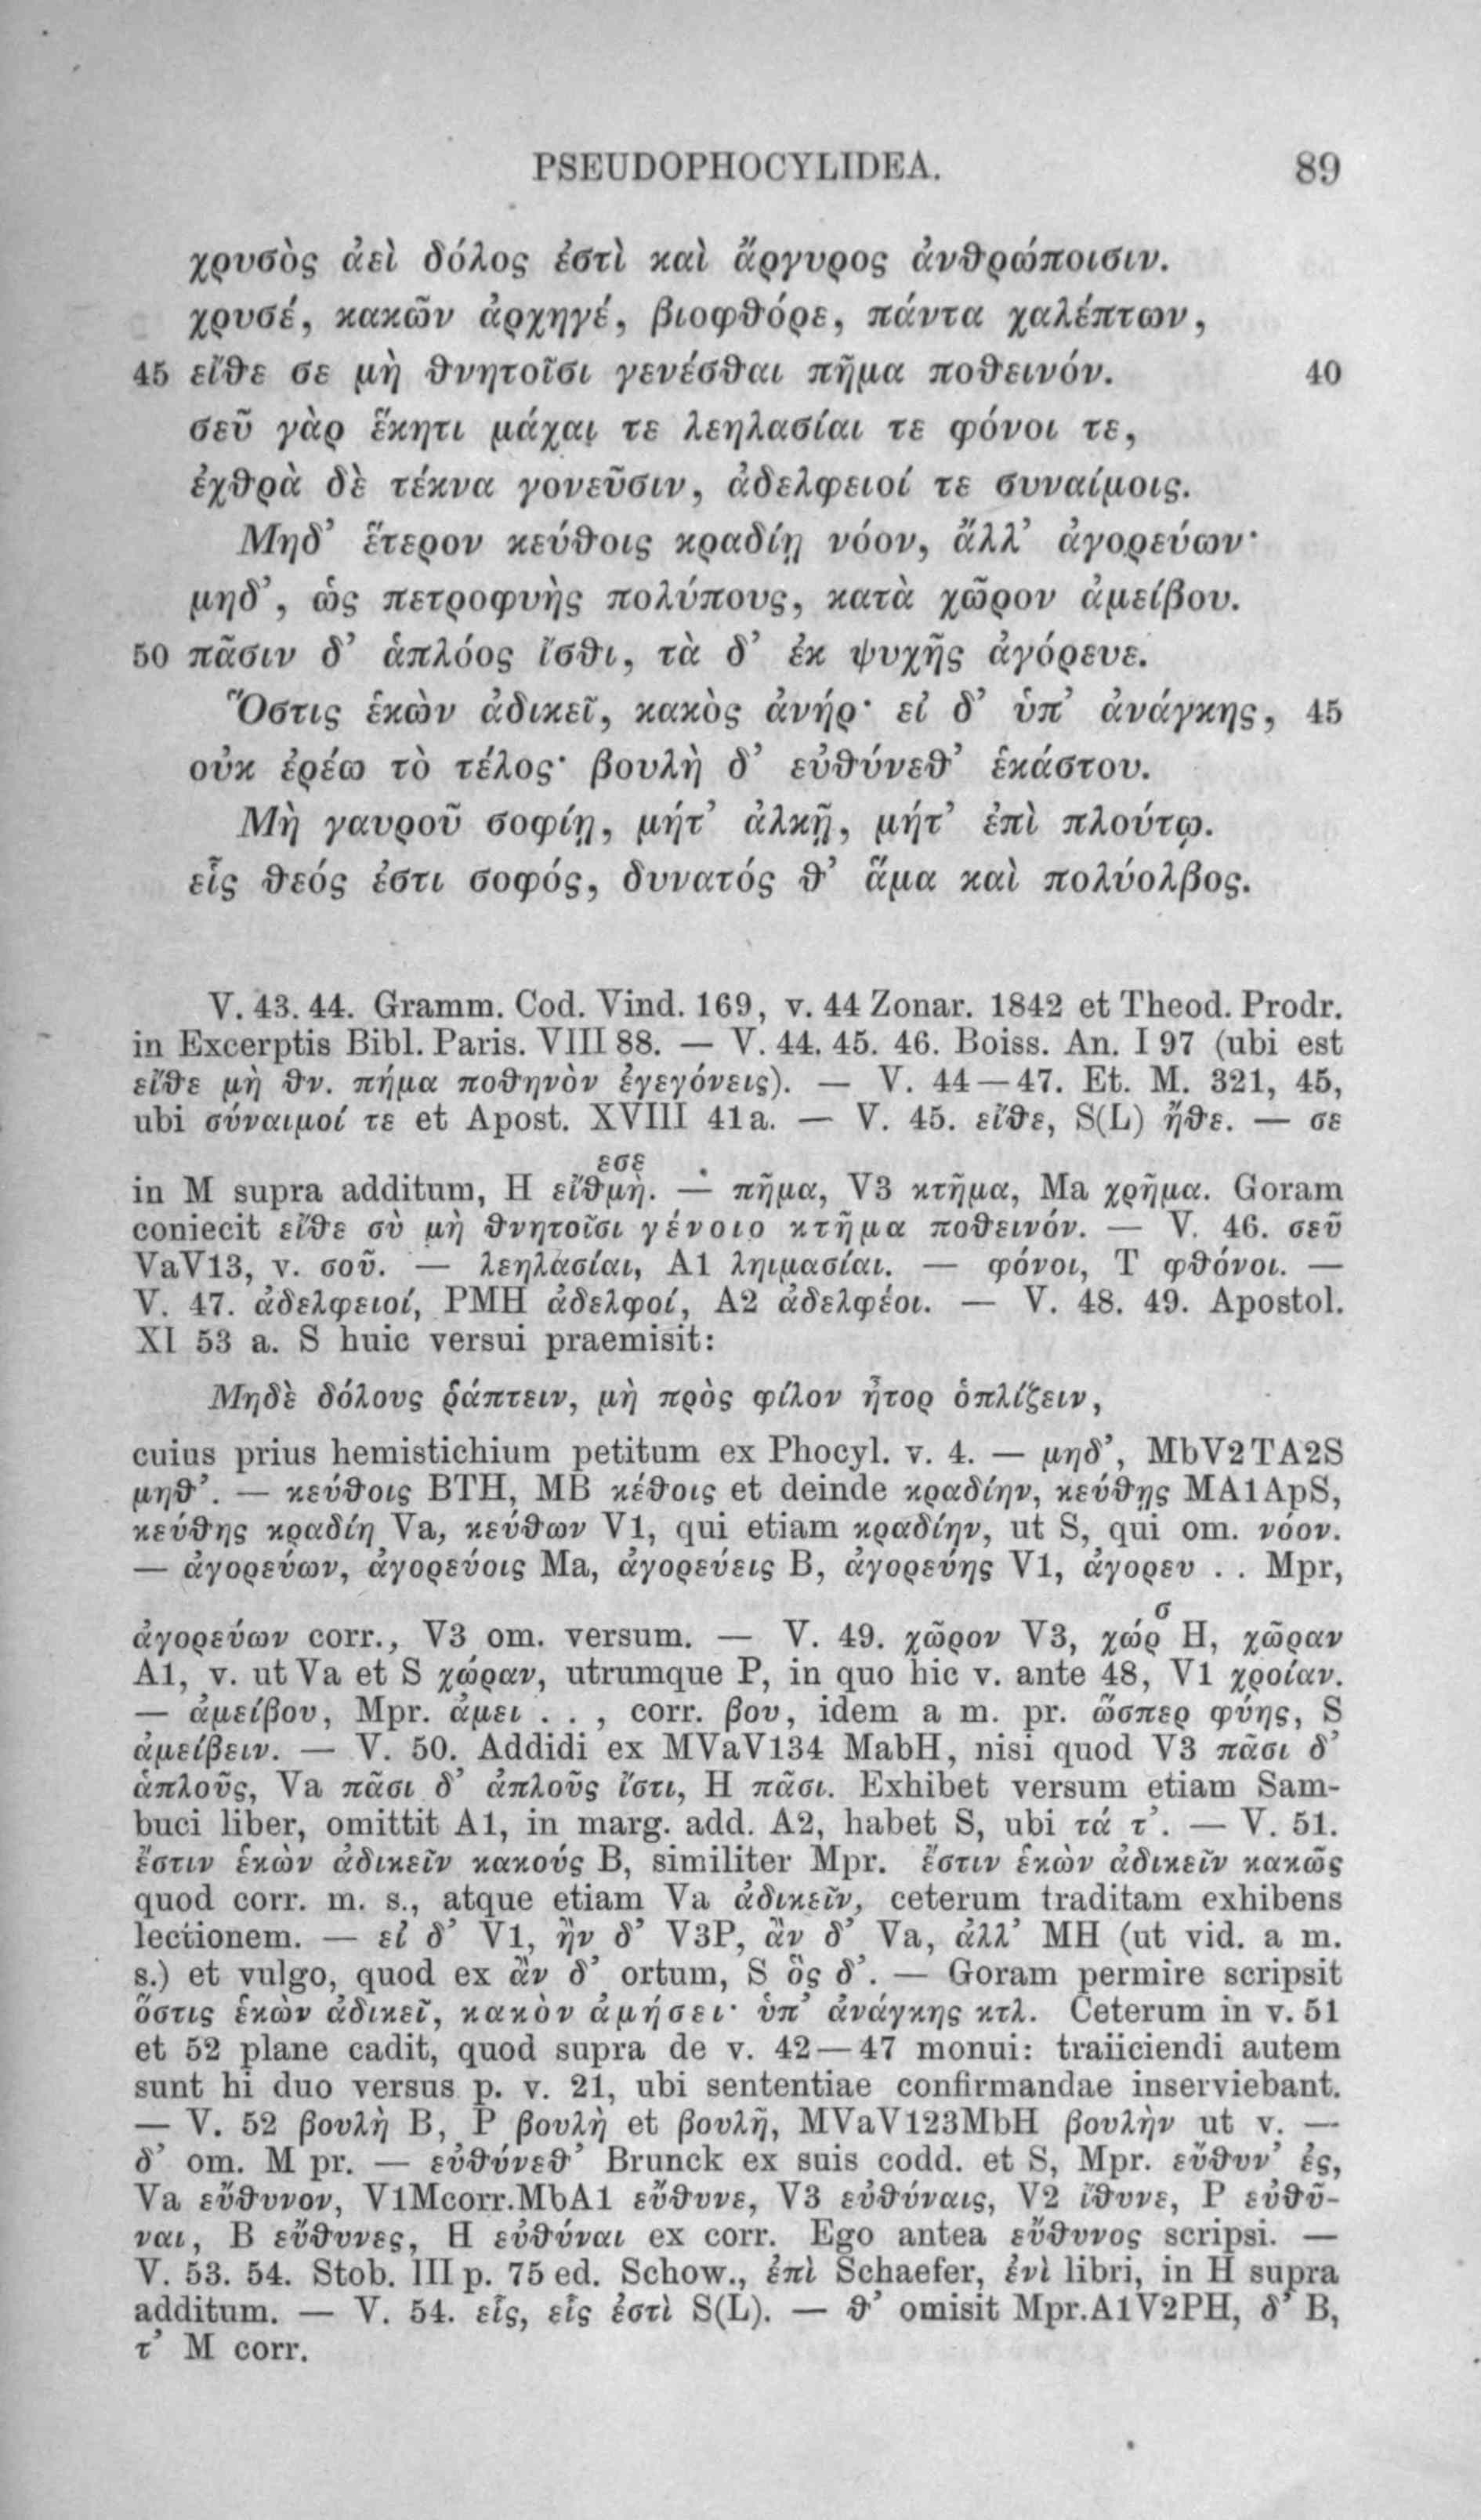 PSEUDOPHOCYLIDEA. 89
χρυσὸς ἀεὶ δόλος ἐστὶ καὶ ἄργυρος ἀνθρώποισιν.
χρυσέ, κακῶν ἀρχηγέ, βιοφθόρε, πάντα χαλέπτων,
45 εἴθε σε μὴ θνητοῖσι γενέσθαι πῆμα ποθεινόν. 40
σεῦ γὰρ ἕκητι μάχαι τε λεηλασίαι τε φόνοι τε,
ἐχθρὰ δὲ τέκνα γονεῦσιν, ἀδελφειοί τε συναίμοις.
Μηδ’ ἕτερον κεύθοις κραδίῃ νόον, ἄλλ’ ἀγορεύων·
μηδ’, ὡς πετροφυὴς πολύπους, κατὰ χῶρον ἀμείβου.
50 πᾶσιν δ’ ἁπλόος ἴσθι, τὰ δ’ ἐκ ψυχῆς ἀγόρευε.
Ὅστις ἑκὼν ἀδικεῖ, κακὸς ἀνήρ· εἰ δ’ ὑπ’ ἀνάγκης, 45
οὐκ ἐρέω τὸ τέλος· βουλὴ δ’ εὐθύνεθ’ ἑκάστου.
Μὴ γαυροῦ σοφίῃ, μήτ’ ἀλκῇ, μήτ’ ἐπὶ πλούτῳ.
εἷς θεός ἐστι σοφός, δυνατός θ’ ἅμα καὶ πολύολβος.
V. 43. 44. Gramm. Cod. Vind. 169, v. 44 Zonar. 1842 et Theod. Prodr.
in Excerptis Bibl. Paris. VIII 88. — V. 44. 45. 46. Boiss. An. I 97 (ubi est
εἴθε μὴ θν. πήμα ποθηνὸν ἐγεγόνεις). — V. 44—47. Et. M. 321, 45,
ubi σύναιμοί τε et Apost. XVIII 41a. — V. 45. εἴθε, S(L) ἤθε. — σε
εσε
in M supra additum, H εἴθμὴ. — πῆμα, V3 κτῆμα, Ma χρῆμα. Goram
coniecit εἴθε σὺ μὴ θνητοῖσι γένοιο κτῆμα ποθεινόν. — V. 46. σεῦ
VaV13, v. σοῦ. — λεηλασίαι, A1 ληιμασίαι. — φόνοι, T φθόνοι. —
V. 47. ἀδελφειοί, PMH ἀδελφοί, A2 ἀδελφέοι. — V. 48. 49. Apostol.
XI 53 a. S huic versui praemisit:
Μηδὲ δόλους ῥάπτειν, μὴ πρὸς φίλον ἦτορ ὁπλίζειν,
cuius prius hemistichium petitum ex Phocyl. v. 4. — μηδ’, MbV2TA2S
μηθ’. — κεύθοις BTH, MB κέθοις et deinde κραδίην, κεύθῃς MA1ApS,
κεύθης κραδίη Va, κεύθων V1, qui etiam κραδίην, ut S, qui om. νόον.
— ἀγορεύων, ἀγορεύοις Ma, ἀγορεύεις B, ἀγορεύης V1, ἀγορευ . . Mpr,
σ
ἀγορεύων corr., V3 om. versum. — V. 49. χῶρον V3, χώρ H, χῶραν
A1, v. ut Va et S χώραν, utrumque P, in quo hic v. ante 48, V1 χροίαν.
— ἀμείβου, Mpr. ἀμει . . , corr. βου, idem a m. pr. ὥσπερ φύης, S
ἀμείβειν. — V. 50. Addidi ex MVaV134 MabH, nisi quod V3 πᾶσι δ’
ἁπλοῦς, Va πᾶσι δ’ ἀπλοῦς ἴστι, H πᾶσι. Exhibet versum etiam Sam-
buci liber, omittit A1, in marg. add. A2, habet S, ubi τά τ’. — V. 51.
ἔστιν ἑκὼν ἀδικεῖν κακούς B, similiter Mpr. ἔστιν ἑκὼν ἀδικεῖν κακῶς
quod corr. m. s., atque etiam Va ἀδικεῖν, ceterum traditam exhibens
lectionem. — εἰ δ’ V1, ἢν δ’ V3P, ἂν δ’ Va, ἀλλ’ MH (ut vid. a m.
s.) et vulgo, quod ex ἂν δ’ ortum, S ὃς δ’. — Goram permire scripsit
ὅστις ἑκὼν ἀδικεῖ, κακὸν ἀμήσει· ὑπ’ ἀνάγκης κτλ. Ceterum in v. 51
et 52 plane cadit, quod supra de v. 42—47 monui: traiiciendi autem
sunt hi duo versus p. v. 21, ubi sententiae confirmandae inserviebant.
— V. 52 βουλὴ B, P βουλὴ et βουλῇ, MVaV123MbH βουλὴν ut v. —
δ’ om. M pr. — εὐθύνεθ’ Brunck ex suis codd. et S, Mpr. εὔθυν’ ἐς,
Va εὔθυνον, V1Mcorr.MbA1 εὔθυνε, V3 εὐθύναις, V2 ἴθυνε, P εὐθῦ-
ναι, B εὔθυνες, H εὐθύναι ex corr. Ego antea εὔθυνος scripsi. —
V. 53. 54. Stob. III p. 75 ed. Schow., ἐπὶ Schaefer, ἐνὶ libri, in H supra
additum. — V. 54. εἷς, εἷς ἐστὶ S(L). — θ’ omisit Mpr.A1V2PH, δ’ B,
τ’ M corr.